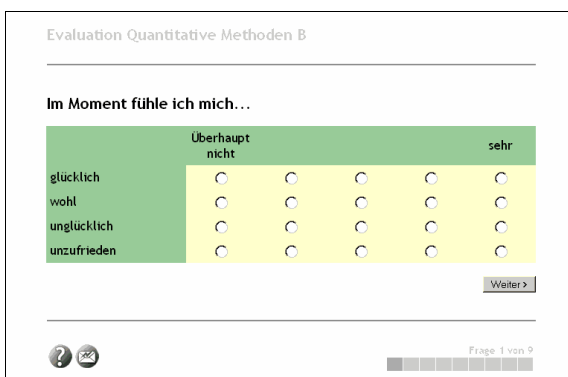 Evaluation Quantitative Methoden B
Im Moment fühle ich mich...
Überhaupt
nicht
sehr
glücklich
wohl
unglücklich
unzufrieden
Weiter >
?
Frage 1 von 9